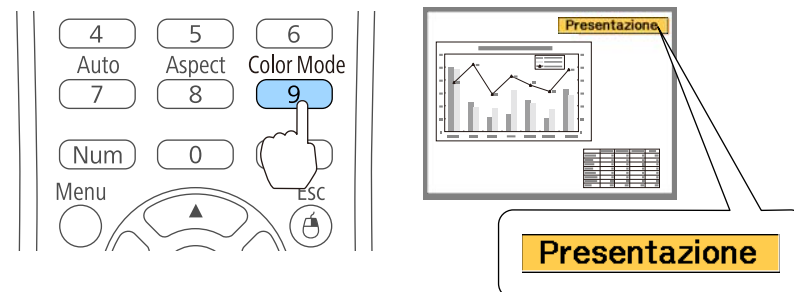 4 5 6
Auto Aspect Color Mode
7 8 9
Num 0
Menu Esc
Presentazione
Presentazione